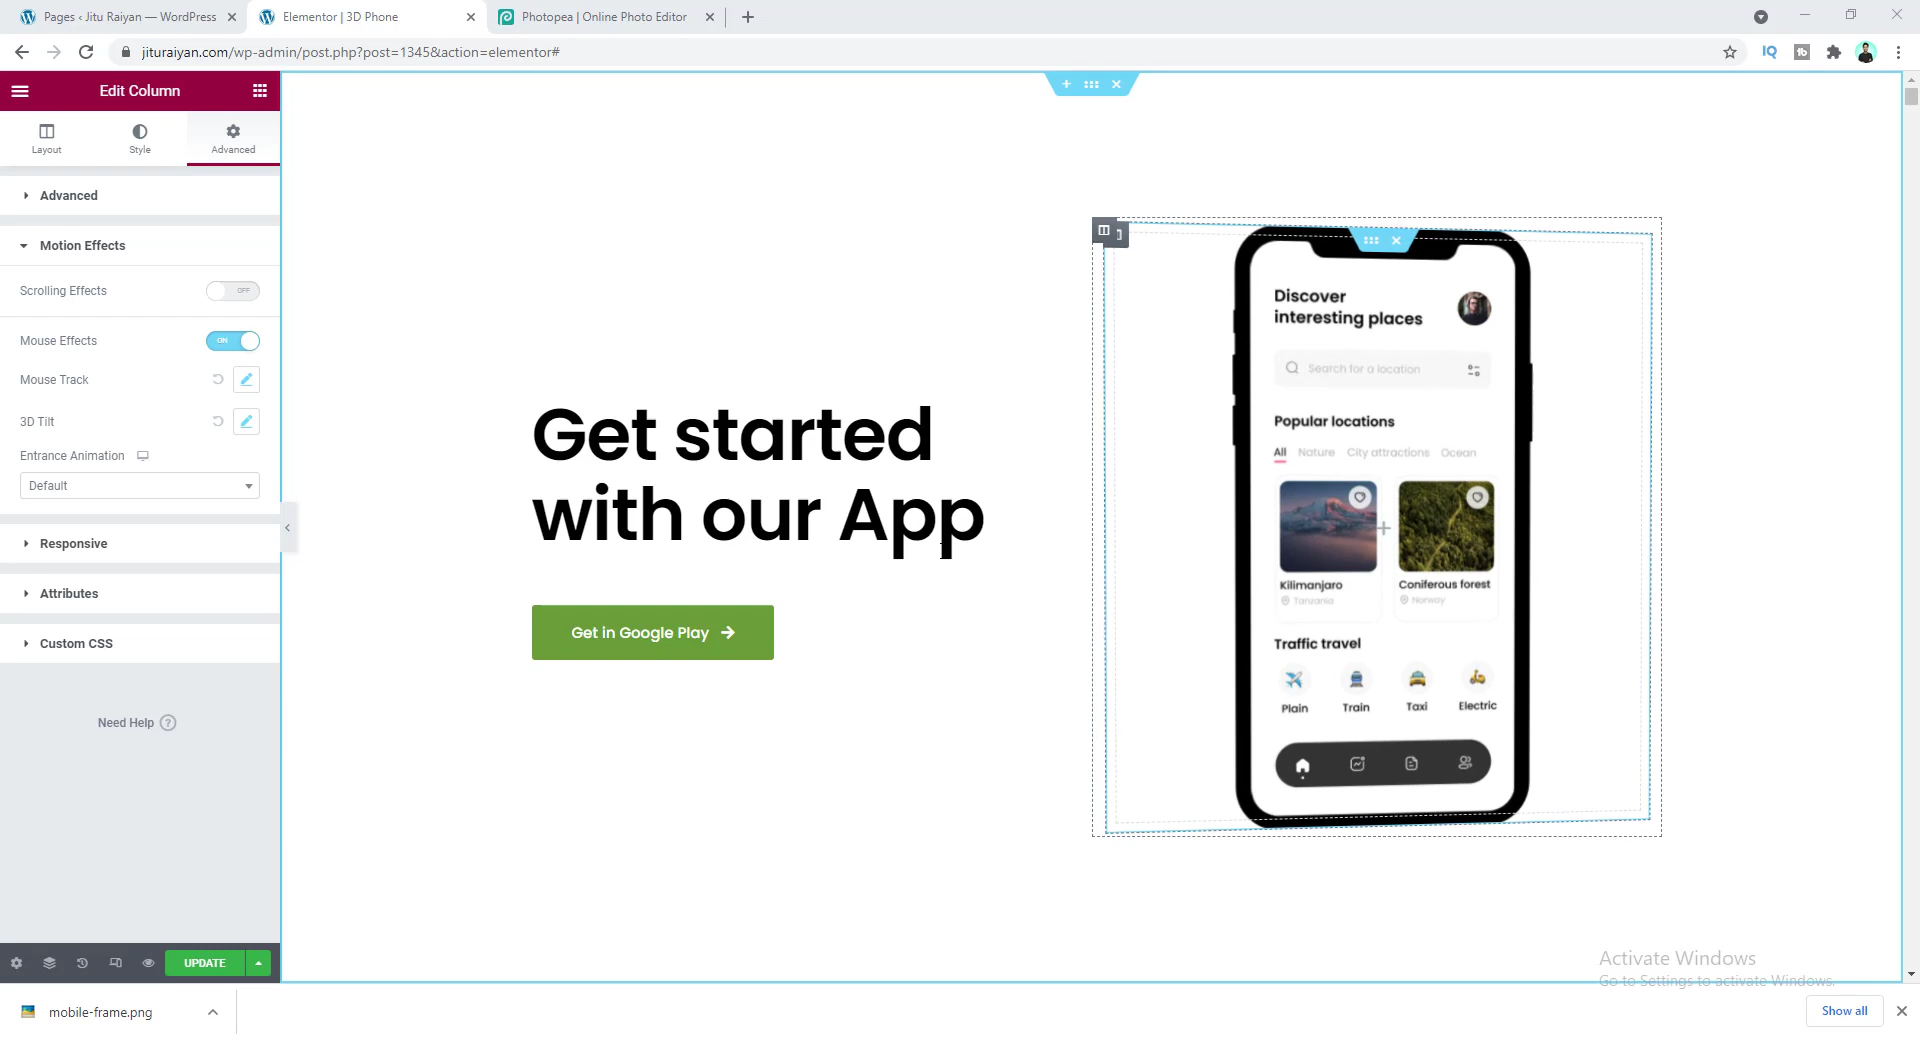 Pages ‹ Jitu Raiyan — WordPress
Elementor | 3D Phone
Photopea | Online Photo Editor
jituraiyan.com/wp-admin/post.php?post=1345&action=elementor#
IQ
Edit Column
Layout
Style
Advanced
Advanced
Motion Effects
Scrolling Effects
OFF
Mouse Effects
ON
Mouse Track
3D Tilt
Entrance Animation
Default
Responsive
Attributes
Custom CSS
Need Help ?
UPDATE
Get started
with our App
Get in Google Play
Discover
interesting places
Search for a location
Popular locations
All Nature City attractions Ocean
Kilimanjaro
Tanzania
Coniferous forest
Norway
Traffic travel
Plain Train Taxi Electric
Activate Windows
Go to Settings to activate Windows.
mobile-frame.png
Show all